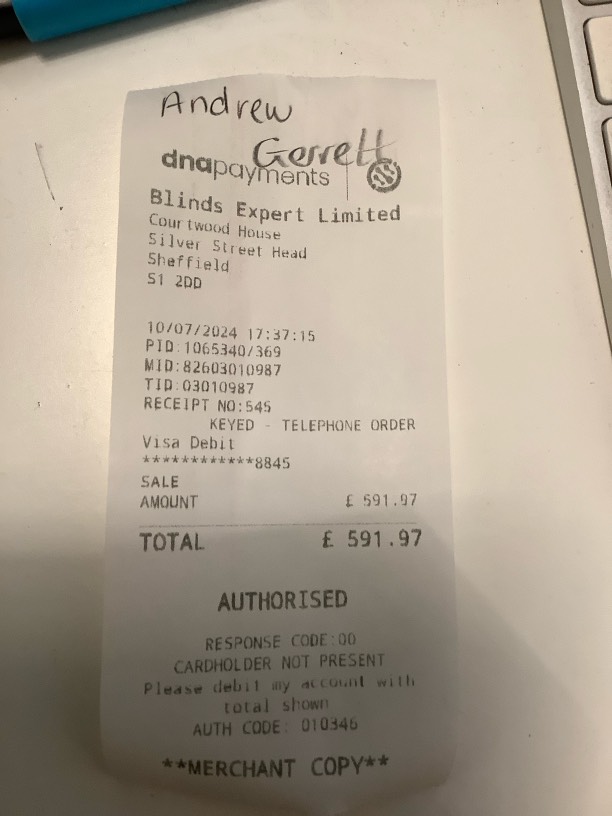 Andrew
Gerrett
dnapayments
Blinds Expert Limited
Courtwood House
Silver Street Head
Sheffield
S1 2DD
10/07/2024 17:37:15
PID:1065340/369
MID:82603010987
TID:03010987
RECEIPT NO:545
KEYED - TELEPHONE ORDER
Visa Debit
************8845
SALE
AMOUNT £ 591.97
TOTAL £ 591.97
AUTHORISED
RESPONSE CODE:00
CARDHOLDER NOT PRESENT
Please debit my account with
total shown
AUTH CODE: 010346
**MERCHANT COPY**